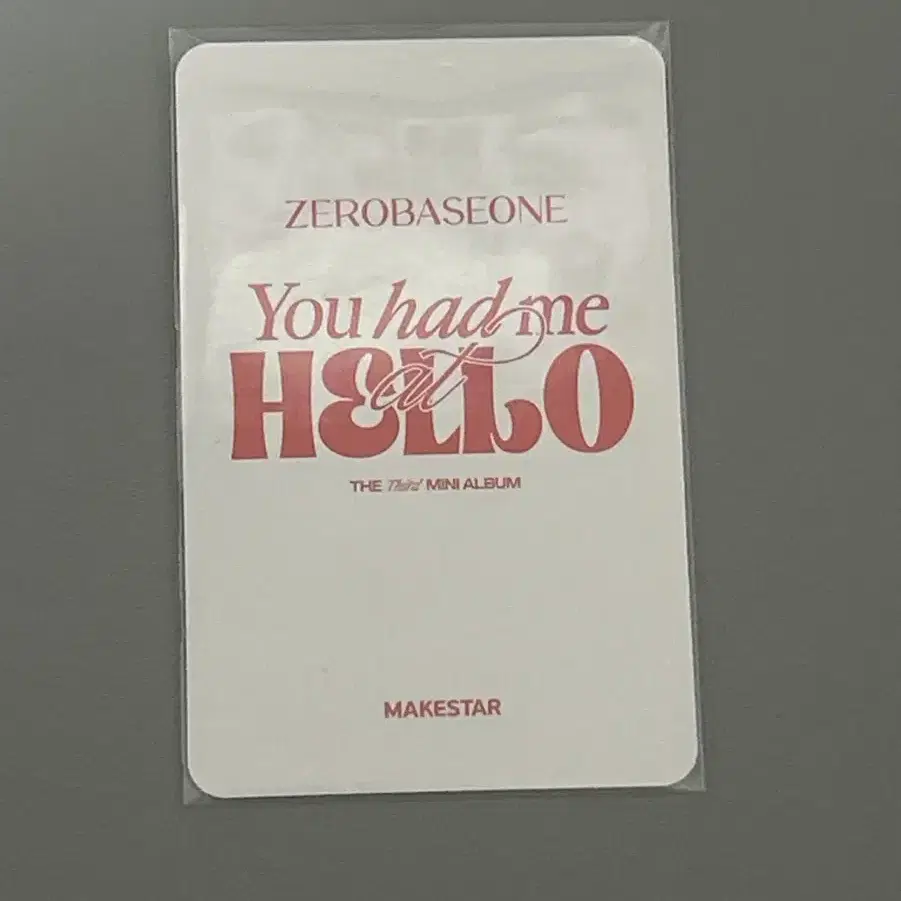 ZEROBASEONE
You had me
at
HELLO
THE Third MINI ALBUM
MAKESTAR